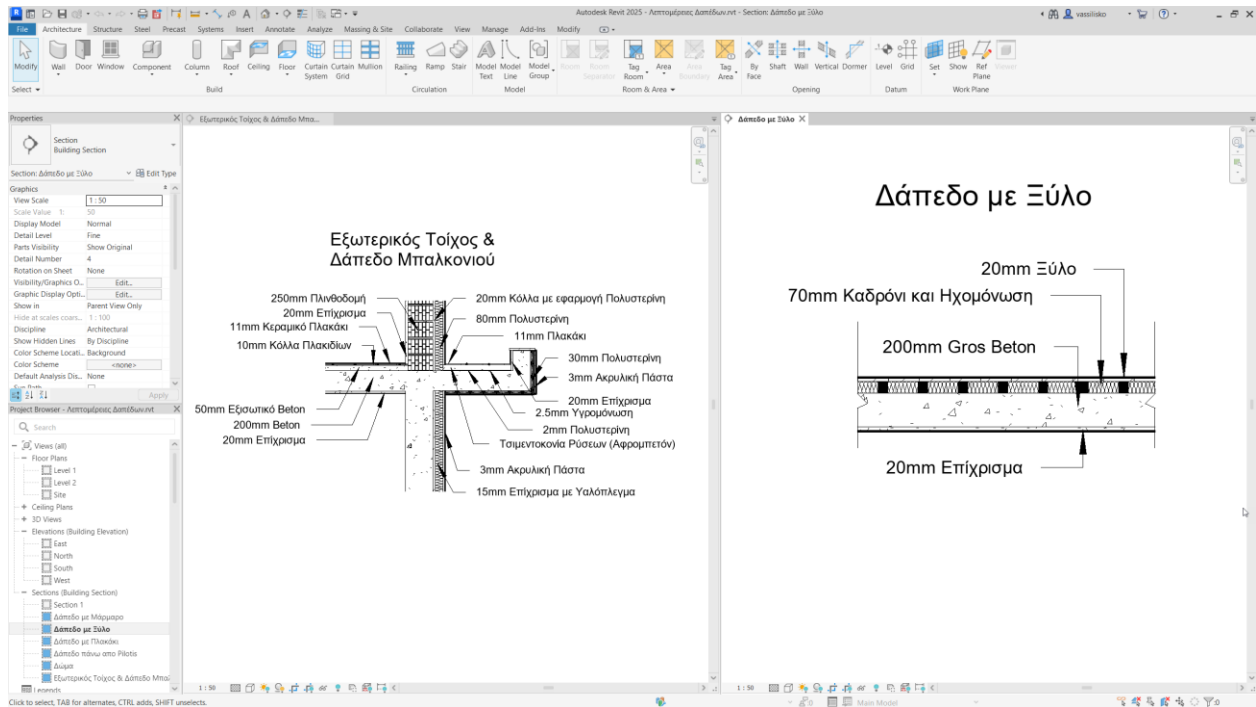 Autodesk Revit 2025 - Λεπτομέρειες Δαπέδων.rvt - Section: Δάπεδο με Ξύλο
vassilisko
File Architecture Structure Steel Precast Systems Insert Annotate Analyze Massing & Site Collaborate View Manage Add-Ins Modify
Modify Wall Door Window Component Column Roof Ceiling Floor Curtain System Curtain Grid Mullion Railing Ramp Stair Model Text Model Line Model Group Room Room Separator Tag Room Area Area Boundary Tag Area By Face Shaft Wall Vertical Dormer Level Grid Set Show Ref Plane Viewer
Select Build Circulation Model Room & Area Opening Datum Work Plane
Properties
Section
Building Section
Section: Δάπεδο με Ξύλο Edit Type
Graphics
View Scale 1 : 50
Scale Value 1: 50
Display Model Normal
Detail Level Fine
Parts Visibility Show Original
Detail Number 4
Rotation on Sheet None
Visibility/Graphics O... Edit...
Graphic Display Opti... Edit...
Show in Parent View Only
Hide at scales coars... 1 : 100
Discipline Architectural
Show Hidden Lines By Discipline
Color Scheme Locati... Background
Color Scheme <none>
Default Analysis Dis... None
Apply
Project Browser - Λεπτομέρειες Δαπέδων.rvt
Search
Views (all)
Floor Plans
Level 1
Level 2
Site
Ceiling Plans
3D Views
Elevations (Building Elevation)
East
North
South
West
Sections (Building Section)
Section 1
Δάπεδο με Μάρμαρο
Δάπεδο με Ξύλο
Δάπεδο με Πλακάκι
Δάπεδο πάνω απο Pilotis
Δώμα
Εξωτερικός Τοίχος & Δάπεδο Μπαλ
Legends
Click to select, TAB for alternates, CTRL adds, SHIFT unselects.
Εξωτερικός Τοίχος & Δάπεδο Μπα...
Εξωτερικός Τοίχος &
Δάπεδο Μπαλκονιού
250mm Πλινθοδομή
20mm Επίχρισμα
11mm Κεραμικό Πλακάκι
10mm Κόλλα Πλακιδίων
50mm Εξισωτικό Beton
200mm Beton
20mm Επίχρισμα
20mm Κόλλα με εφαρμογή Πολυστερίνη
80mm Πολυστερίνη
11mm Πλακάκι
30mm Πολυστερίνη
3mm Ακρυλική Πάστα
20mm Επίχρισμα
2.5mm Υγρομόνωση
2mm Πολυστερίνη
Τσιμεντοκονία Ρύσεων (Αφρομπετόν)
3mm Ακρυλική Πάστα
15mm Επίχρισμα με Υαλόπλεγμα
1 : 50
Δάπεδο με Ξύλο
Δάπεδο με Ξύλο
20mm Ξύλο
70mm Καδρόνι και Ηχομόνωση
200mm Gros Beton
20mm Επίχρισμα
1 : 50
:0 Main Model :0